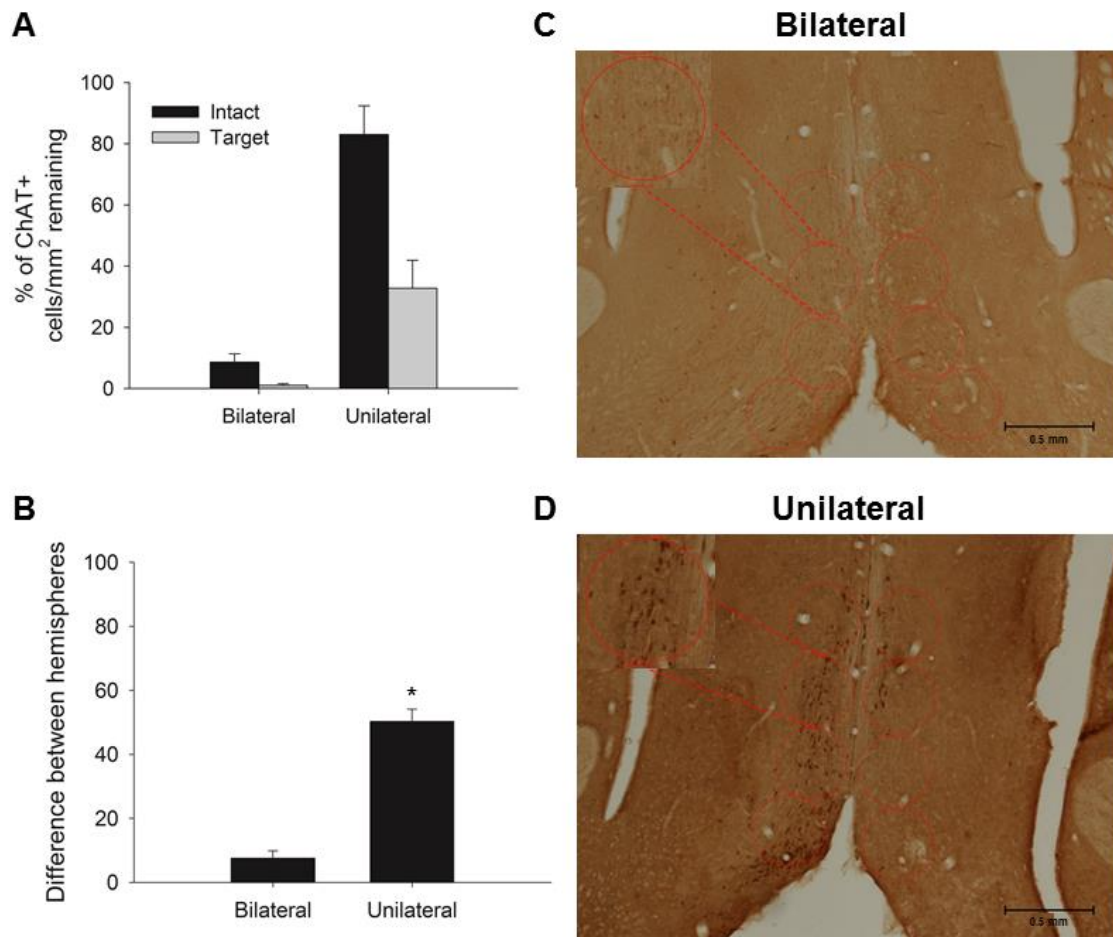 A
100
80
60
40
20
0
% of ChAT+
cells/mm² remaining
Intact
Target
Bilateral
Unilateral
B
Difference between hemispheres
100
80
60
40
20
0
*
Bilateral
Unilateral
C
Bilateral
0.5 mm
D
Unilateral
0.5 mm